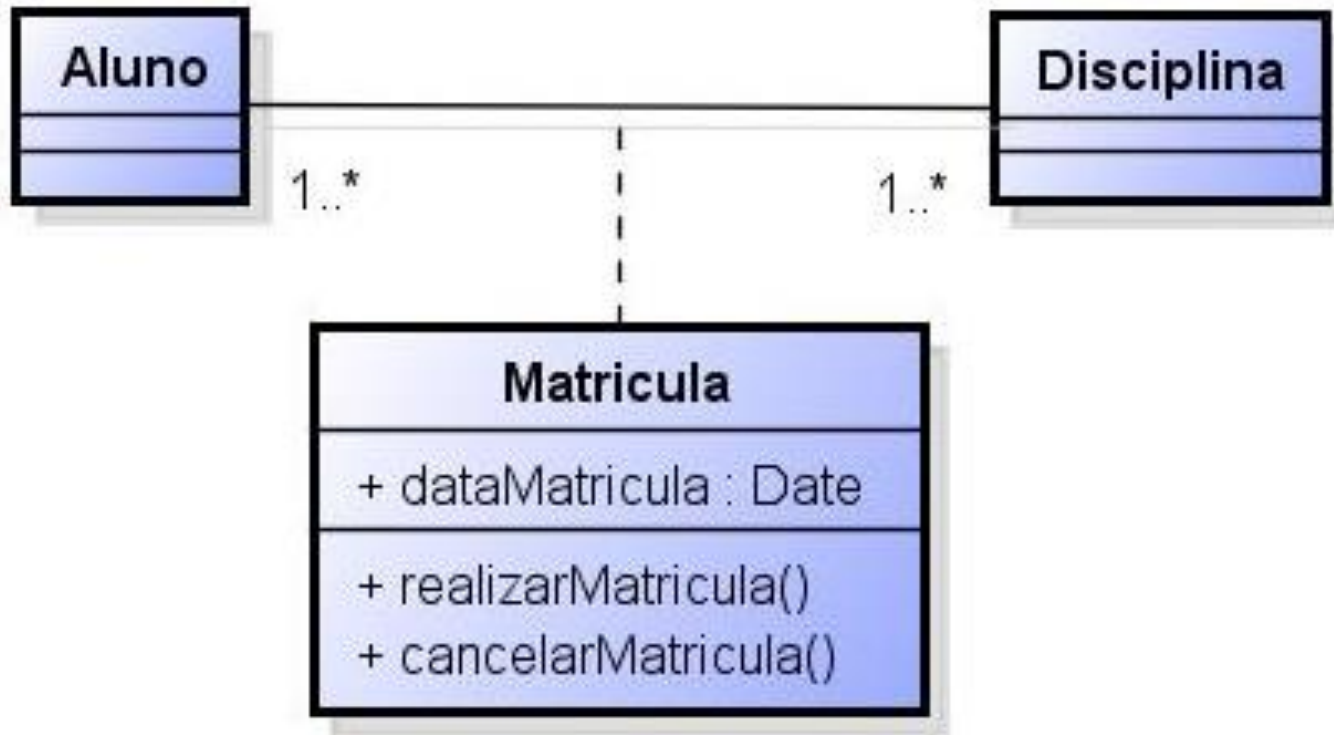 Aluno
Disciplina
1..*
1..*
Matricula
+ dataMatricula : Date
+ realizarMatricula()
+ cancelarMatricula()